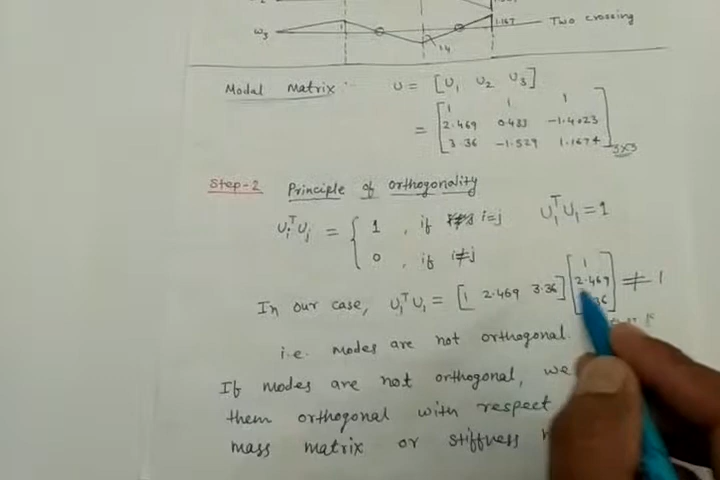 ω₃ 1 1.4 1.167 Two crossing
Modal Matrix :- U = [U₁ U₂ U₃]
= [1 1 1
2.469 0.433 -1.4023
3.36 -1.529 1.1674] 3×3
Step-2 Principle of orthogonality
Uᵢᵀ Uⱼ = { 1 , if i=j U₁ᵀ U₁ = 1
0 , if i≠j
In our case, U₁ᵀ U₁ = [1 2.469 3.36] [1 2.469 36] ≠ 1
i.e. modes are not orthogonal.
If modes are not orthogonal, we
them orthogonal with respect
mass matrix or stiffness